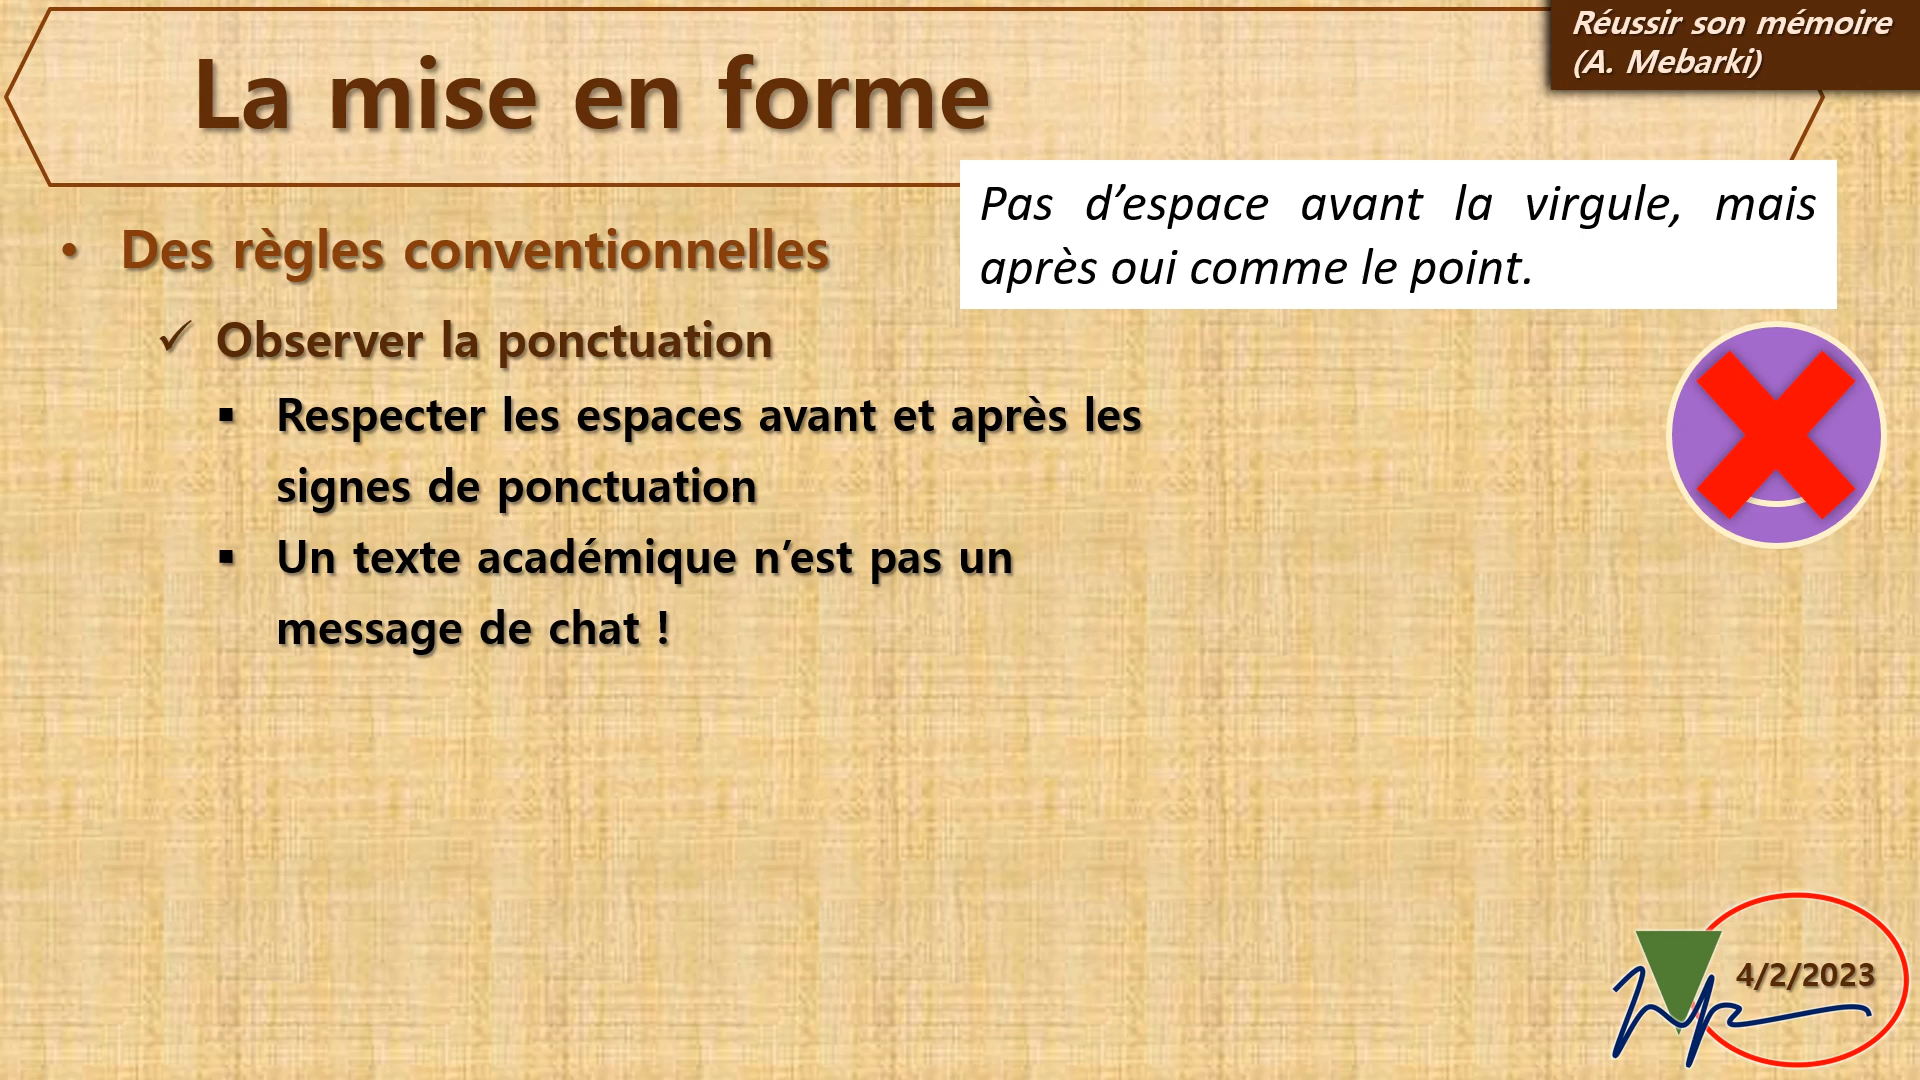 Réussir son mémoire
(A. Mebarki)
La mise en forme
Pas d’espace avant la virgule, mais
après oui comme le point.
• Des règles conventionnelles
✓ Observer la ponctuation
▪ Respecter les espaces avant et après les
signes de ponctuation
▪ Un texte académique n’est pas un
message de chat !
4/2/2023